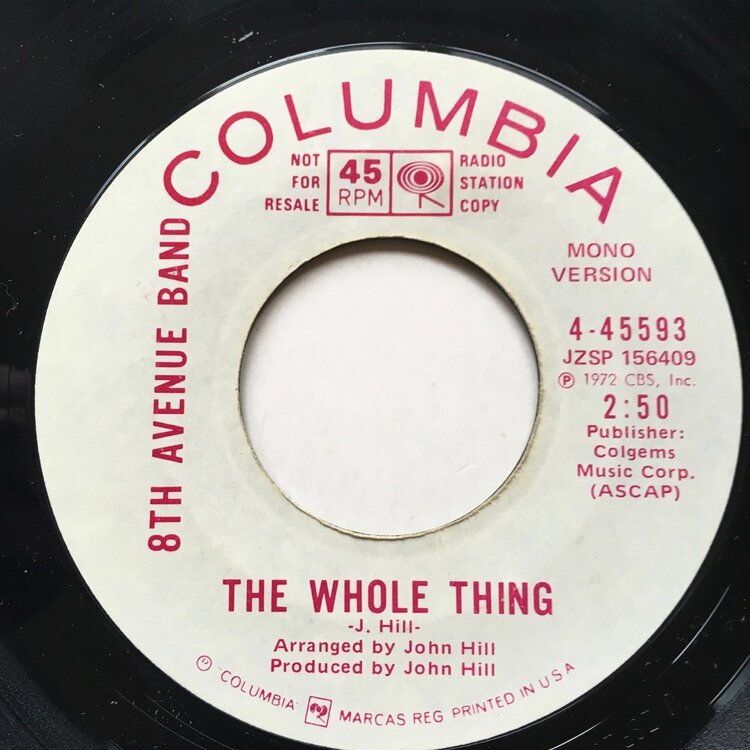 COLUMBIA
NOT
FOR
RESALE
45
RPM
RADIO
STATION
COPY
8TH AVENUE BAND
MONO
VERSION
4-45593
JZSP 156409
Ⓟ 1972 CBS, Inc.
2:50
Publisher:
Colgems
Music Corp.
(ASCAP)
THE WHOLE THING
-J. Hill-
Arranged by John Hill
Produced by John Hill
"COLUMBIA" MARCAS REG PRINTED IN U S A